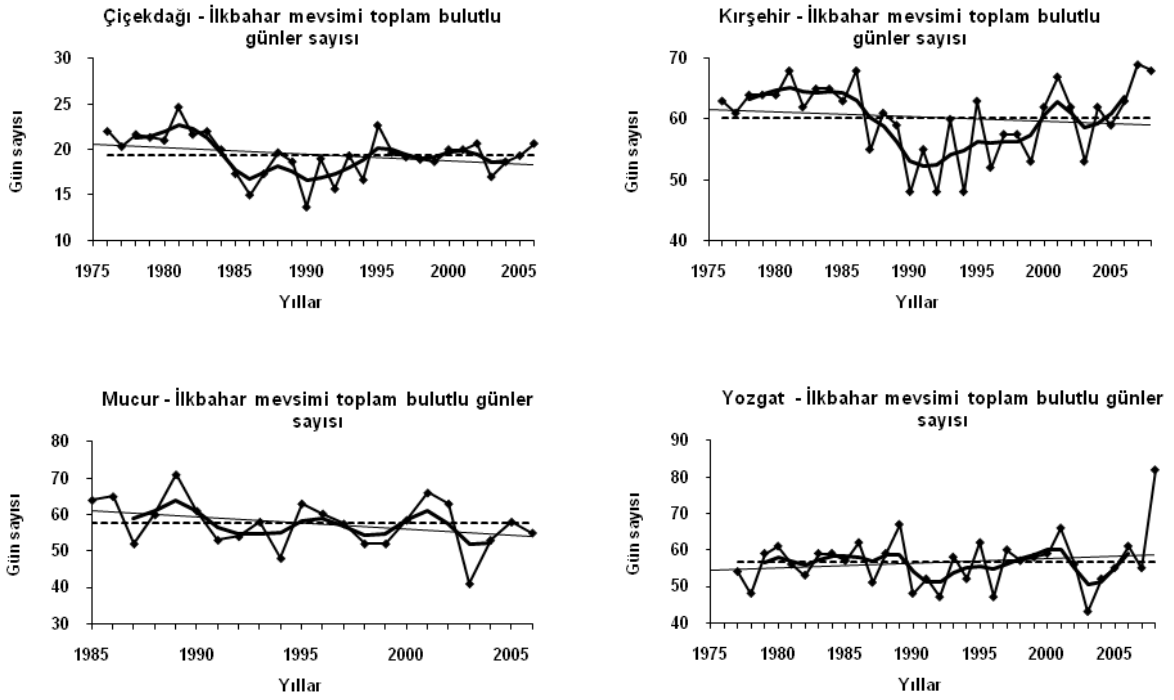 Çiçekdağı - İlkbahar mevsimi toplam bulutlu
günler sayısı
Gün sayısı
30
25
20
15
10
1975 1980 1985 1990 1995 2000 2005
Yıllar
Kırşehir - İlkbahar mevsimi toplam bulutlu
günler sayısı
Gün sayısı
70
60
50
40
1975 1980 1985 1990 1995 2000 2005
Yıllar
Mucur - İlkbahar mevsimi toplam bulutlu günler
sayısı
Gün sayısı
80
70
60
50
40
30
1985 1990 1995 2000 2005
Yıllar
Yozgat - İlkbahar mevsimi toplam bulutlu günler
sayısı
Gün sayısı
90
80
70
60
50
40
1975 1980 1985 1990 1995 2000 2005
Yıllar